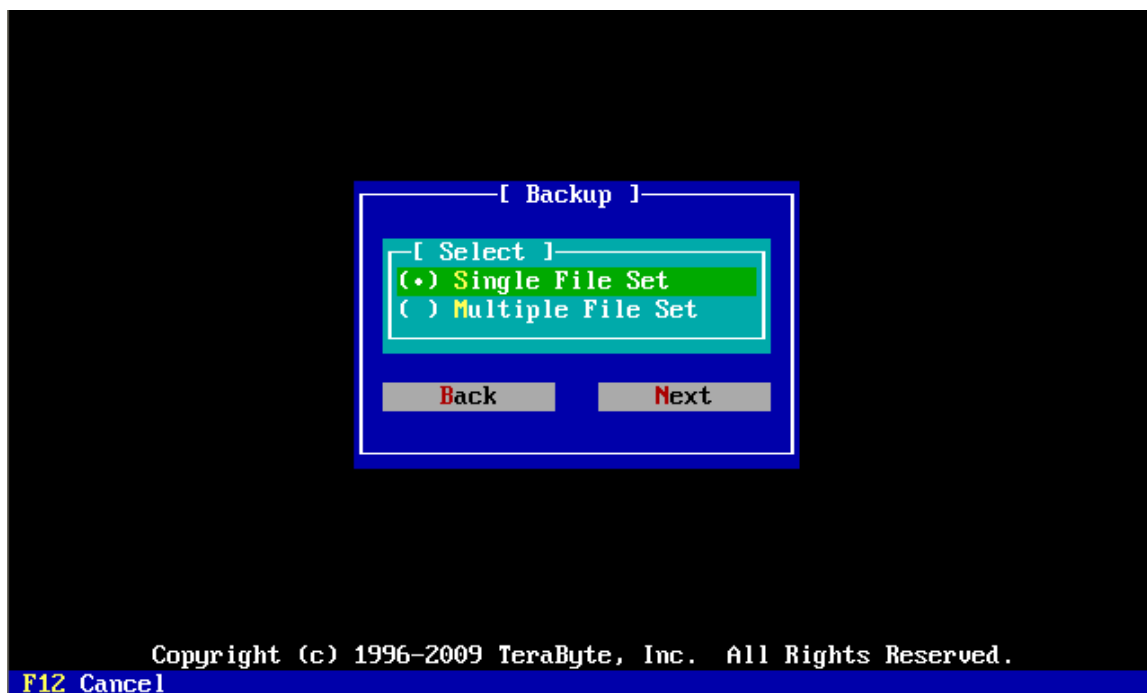 [ Backup ]
[ Select ]
(•) Single File Set
( ) Multiple File Set
Back Next
Copyright (c) 1996-2009 TeraByte, Inc. All Rights Reserved.
F12 Cancel